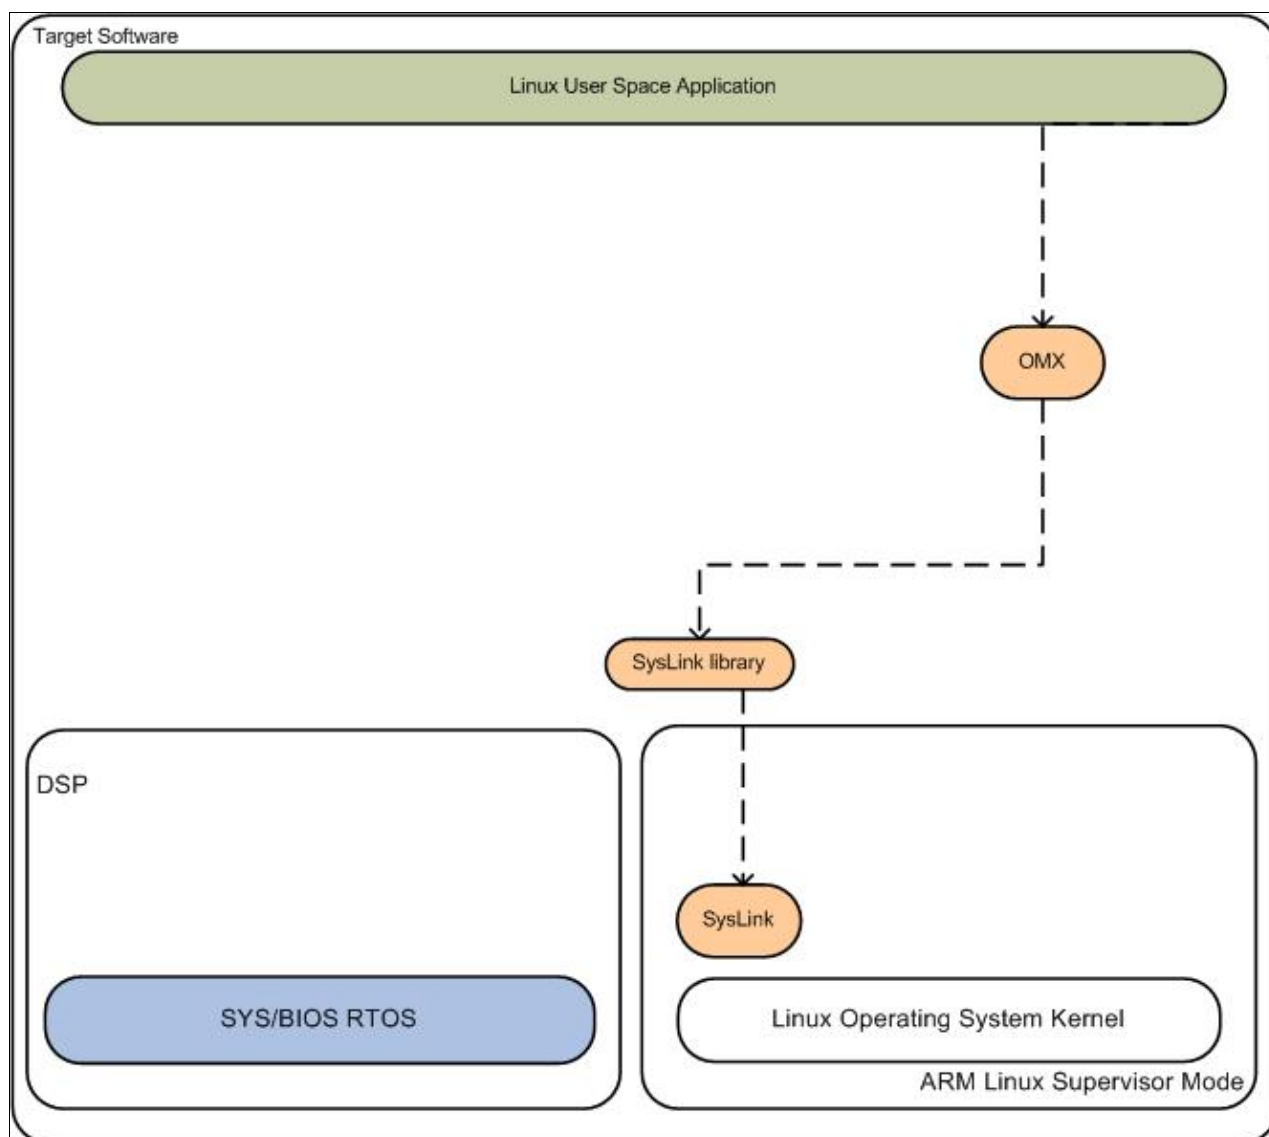 Target Software
Linux User Space Application
OMX
SysLink library
DSP
SysLink
SYS/BIOS RTOS
Linux Operating System Kernel
ARM Linux Supervisor Mode